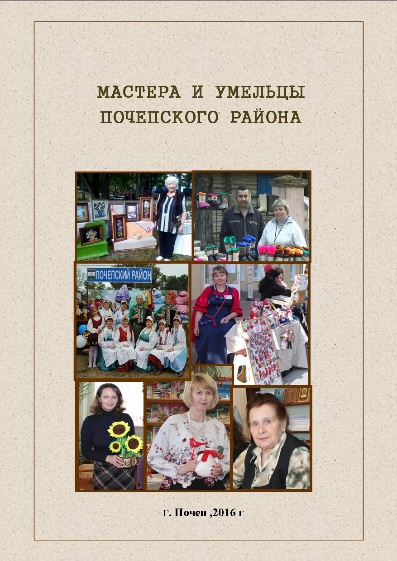 МАСТЕРА И УМЕЛЬЦЫ
ПОЧЕПСКОГО РАЙОНА
ПОЧЕПСКИЙ РАЙОН
г. Почеп ,2016 г